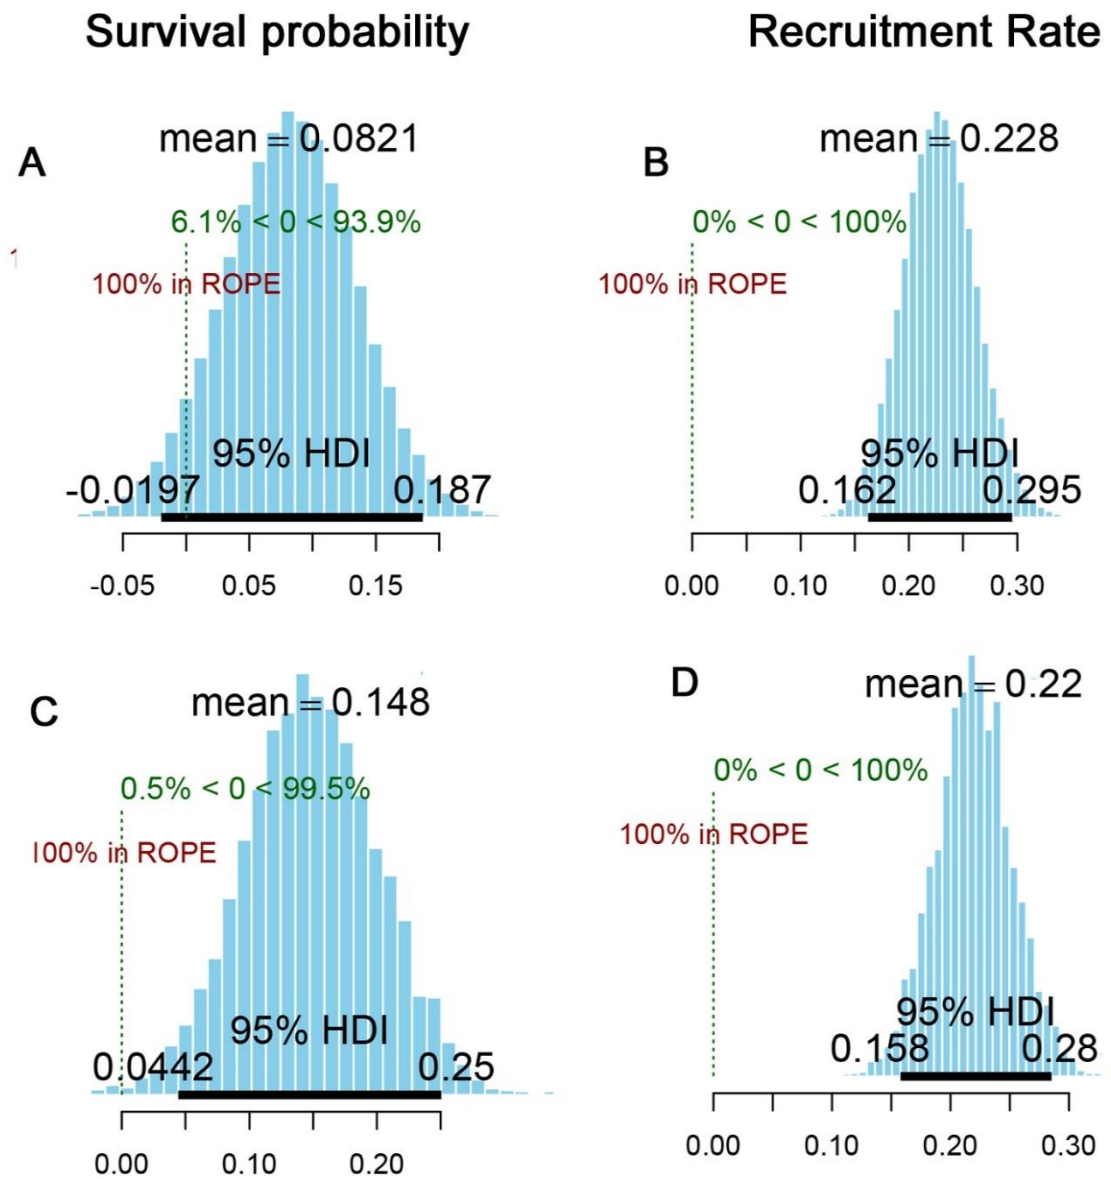 Survival probability
Recruitment Rate
A
mean = 0.0821
6.1% < 0 < 93.9%
100% in ROPE
95% HDI
-0.0197
0.187
-0.05 0.05 0.15
B
mean = 0.228
0% < 0 < 100%
100% in ROPE
95% HDI
0.162
0.295
0.00 0.10 0.20 0.30
C
mean = 0.148
0.5% < 0 < 99.5%
100% in ROPE
95% HDI
0.0442
0.25
0.00 0.10 0.20
D
mean = 0.22
0% < 0 < 100%
100% in ROPE
95% HDI
0.158
0.28
0.00 0.10 0.20 0.30